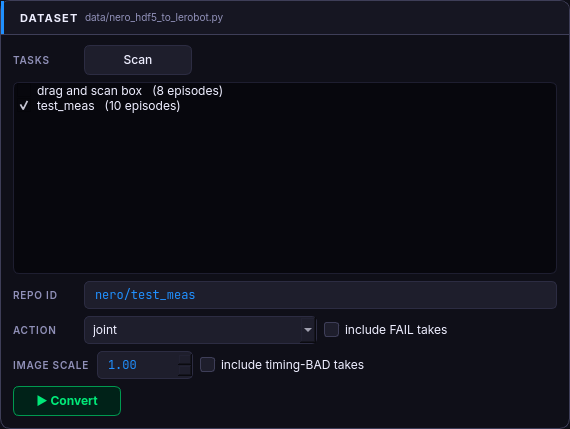 DATASET data/nero_hdf5_to_lerobot.py
TASKS Scan
drag and scan box (8 episodes)
✓ test_meas (10 episodes)
REPO ID nero/test_meas
ACTION joint include FAIL takes
IMAGE SCALE 1.00 include timing-BAD takes
▶ Convert